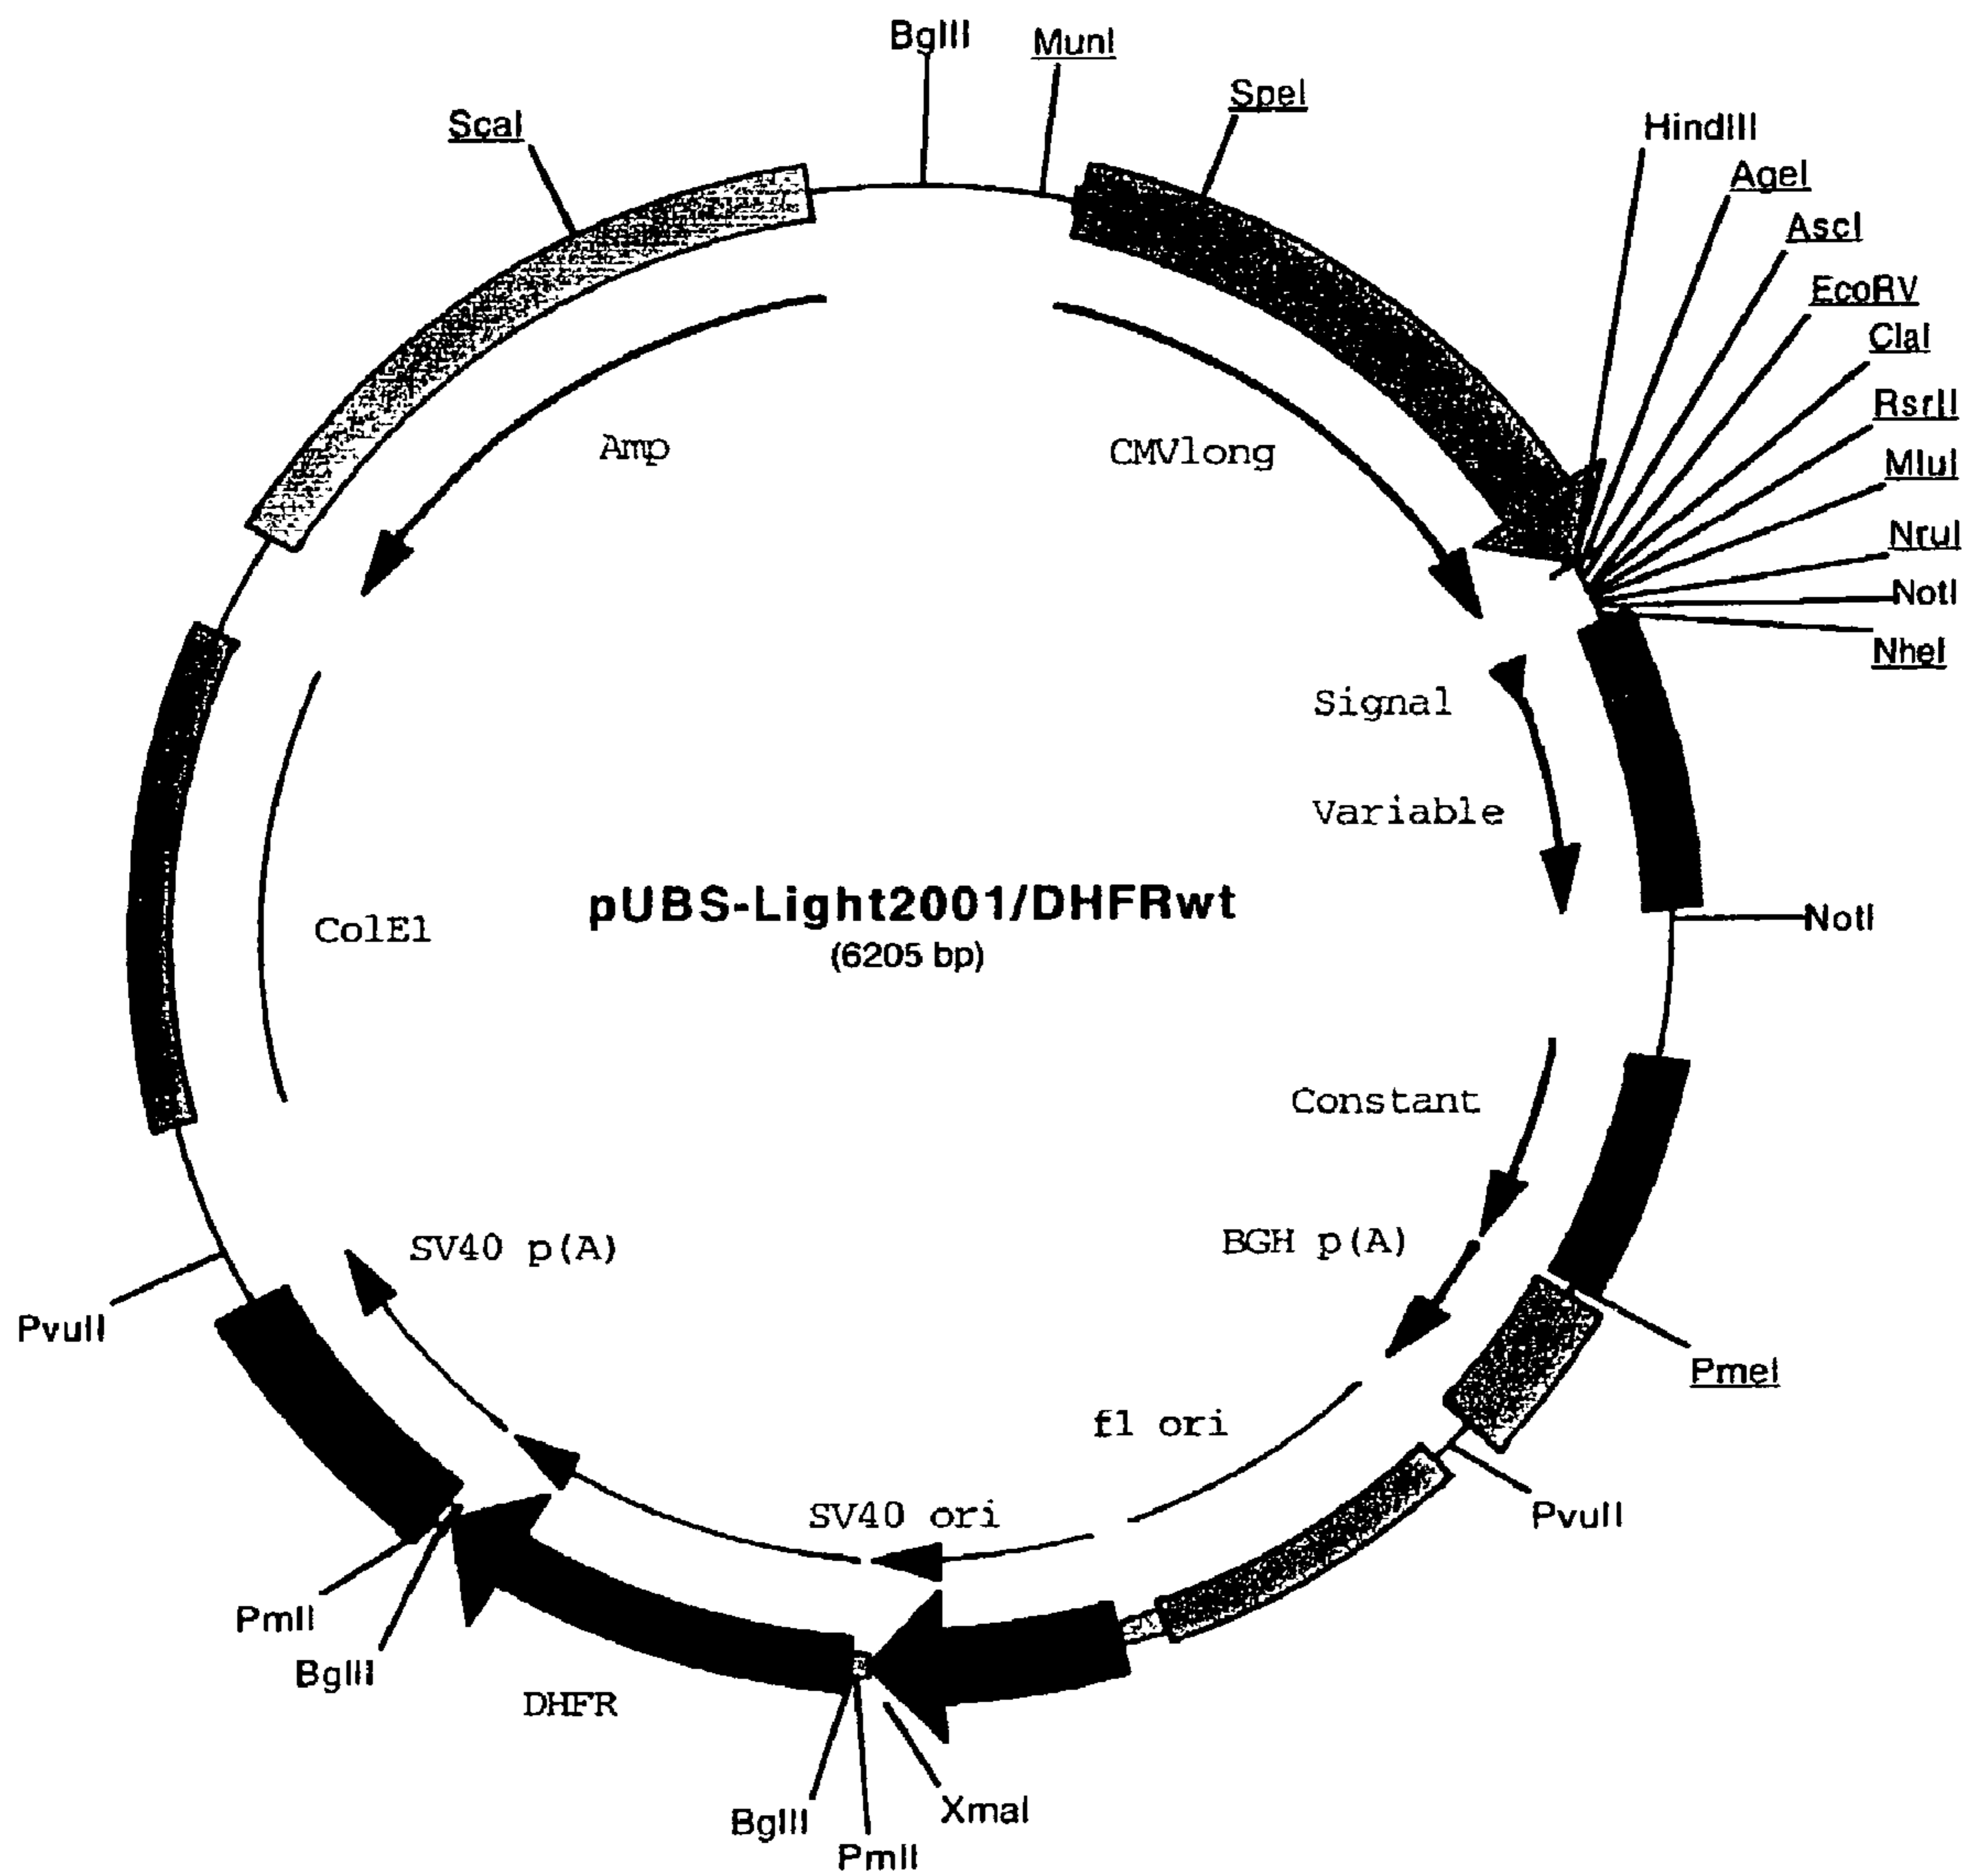 BglII
MunI
SpeI
ScaI
HindIII
AgeI
AscI
EcoRV
ClaI
RsrII
MluI
NruI
NotI
NheI
Amp
CMVlong
Signal
Variable
pUBS-Light2001/DHFRwt
(6205 bp)
ColE1
NotI
Constant
BGH p(A)
SV40 p(A)
PvuII
PmeI
f1 ori
SV40 ori
PvuII
PmlI
BglII
DHFR
BglII
XmaI
PmlI